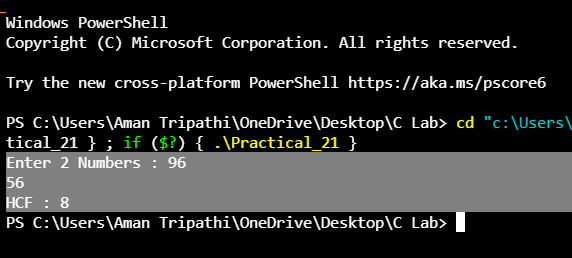 Windows PowerShell
Copyright (C) Microsoft Corporation. All rights reserved.
Try the new cross-platform PowerShell https://aka.ms/pscore6
PS C:\Users\Aman Tripathi\OneDrive\Desktop\C Lab> cd "c:\Users\
tical_21 } ; if ($?) { .\Practical_21 }
Enter 2 Numbers : 96
56
HCF : 8
PS C:\Users\Aman Tripathi\OneDrive\Desktop\C Lab>